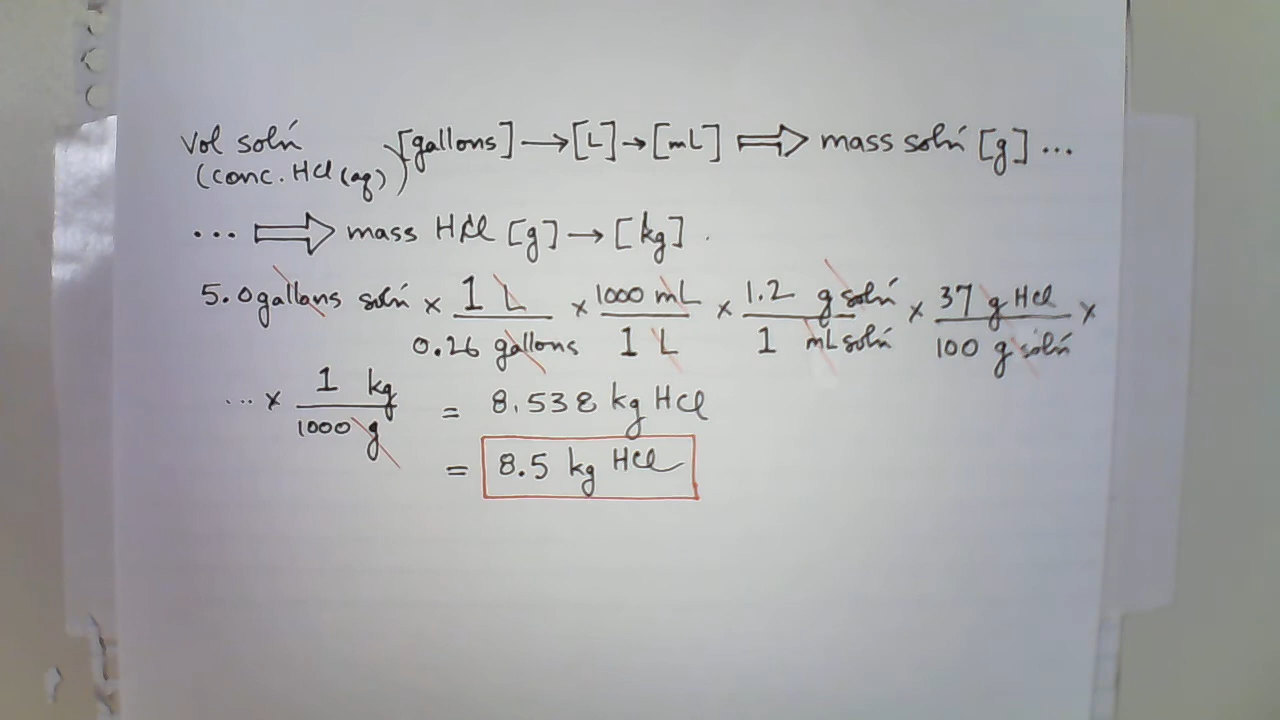 vol soln [gallons] → [L] → [mL] ⇒ mass soln [g] ...
(conc. HCl (aq))
... ⇒ mass HCl [g] → [kg].
5.0 gallons soln × 1 L / 0.26 gallons × 1000 mL / 1 L × 1.2 g soln / 1 mL soln × 37 g HCl / 100 g soln ×
... × 1 kg / 1000 g = 8.538 kg HCl
= 8.5 kg HCl